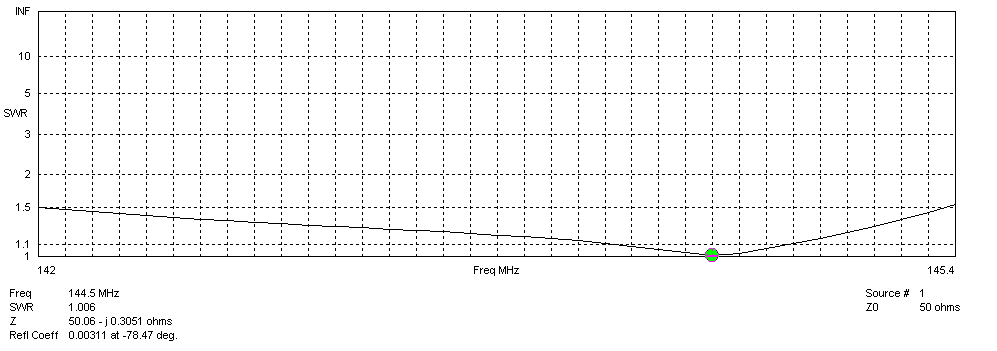 INF
10
5
SWR
3
2
1.5
1.1
1
142 Freq MHz 145.4
Freq 144.5 MHz Source # 1
SWR 1.006 Z0 50 ohms
Z 50.06 - j 0.3051 ohms
Refl Coeff 0.00311 at -78.47 deg.